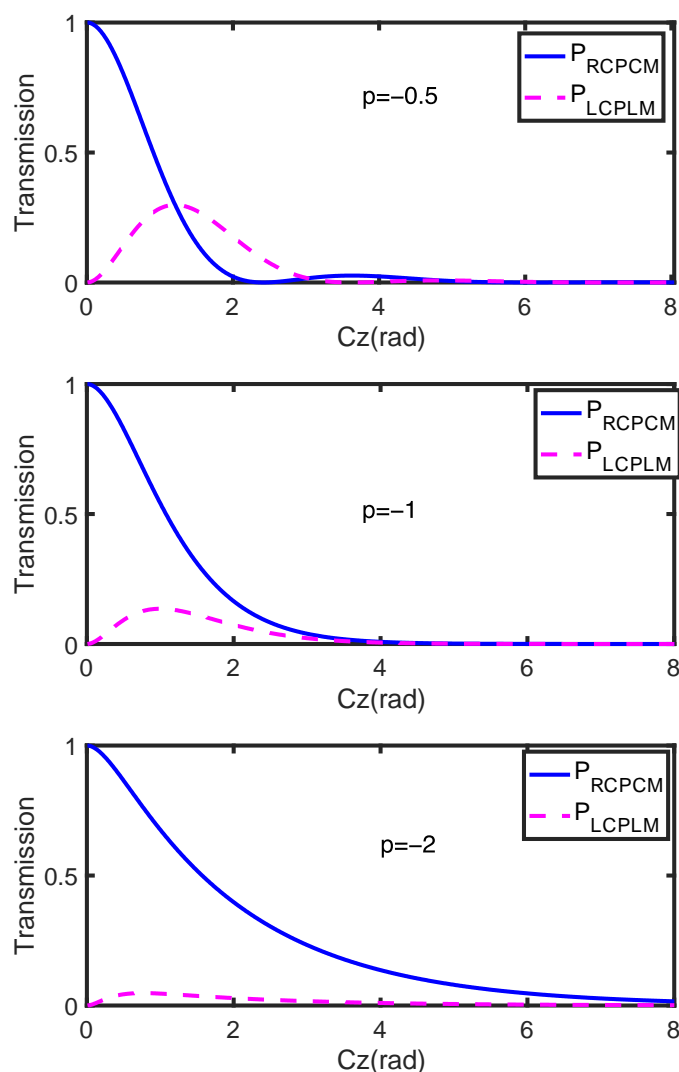 1
0.5
0
Transmission
p=−0.5
P_RCPCM
P_LCPLM
0 2 4 6 8
Cz(rad)
1
0.5
0
Transmission
p=−1
P_RCPCM
P_LCPLM
0 2 4 6 8
Cz(rad)
1
0.5
0
Transmission
p=−2
P_RCPCM
P_LCPLM
0 2 4 6 8
Cz(rad)